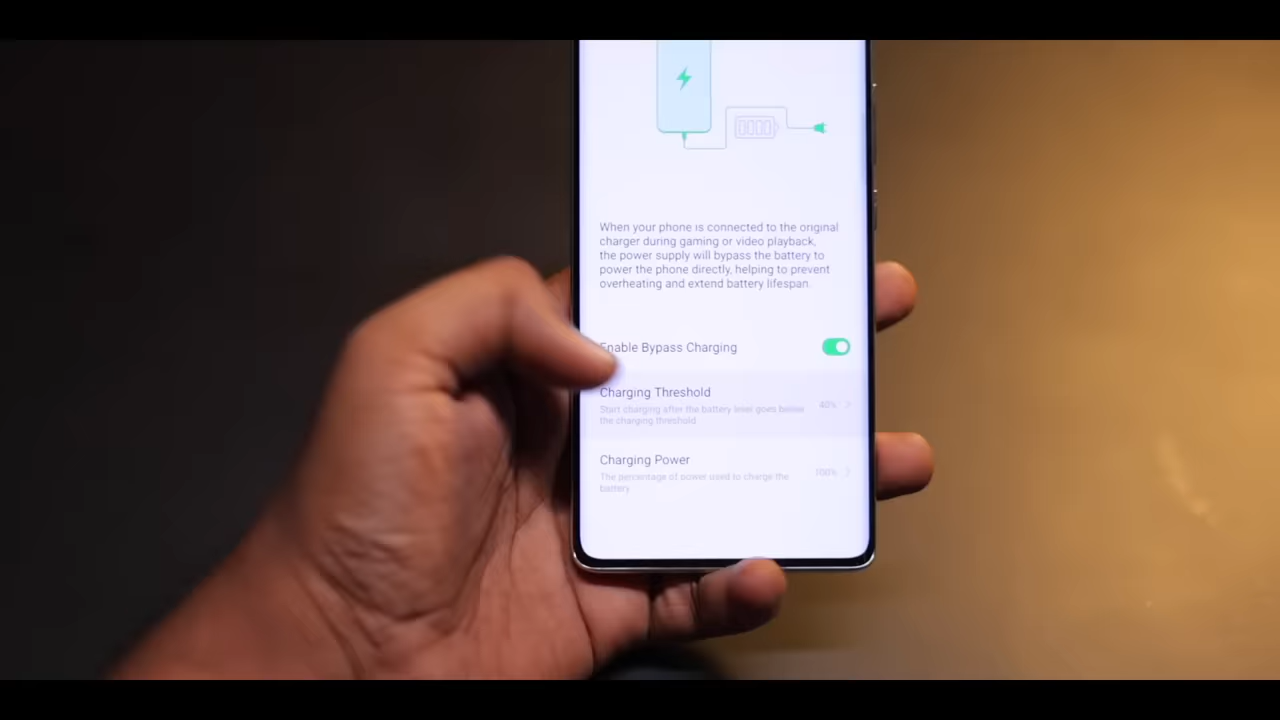 When your phone is connected to the original
charger during gaming or video playback,
the power supply will bypass the battery to
power the phone directly, helping to prevent
overheating and extend battery lifespan.
Enable Bypass Charging
Charging Threshold
40%
Start charging after the battery level goes below
the charging threshold
Charging Power
100%
The percentage of power used to charge the
battery